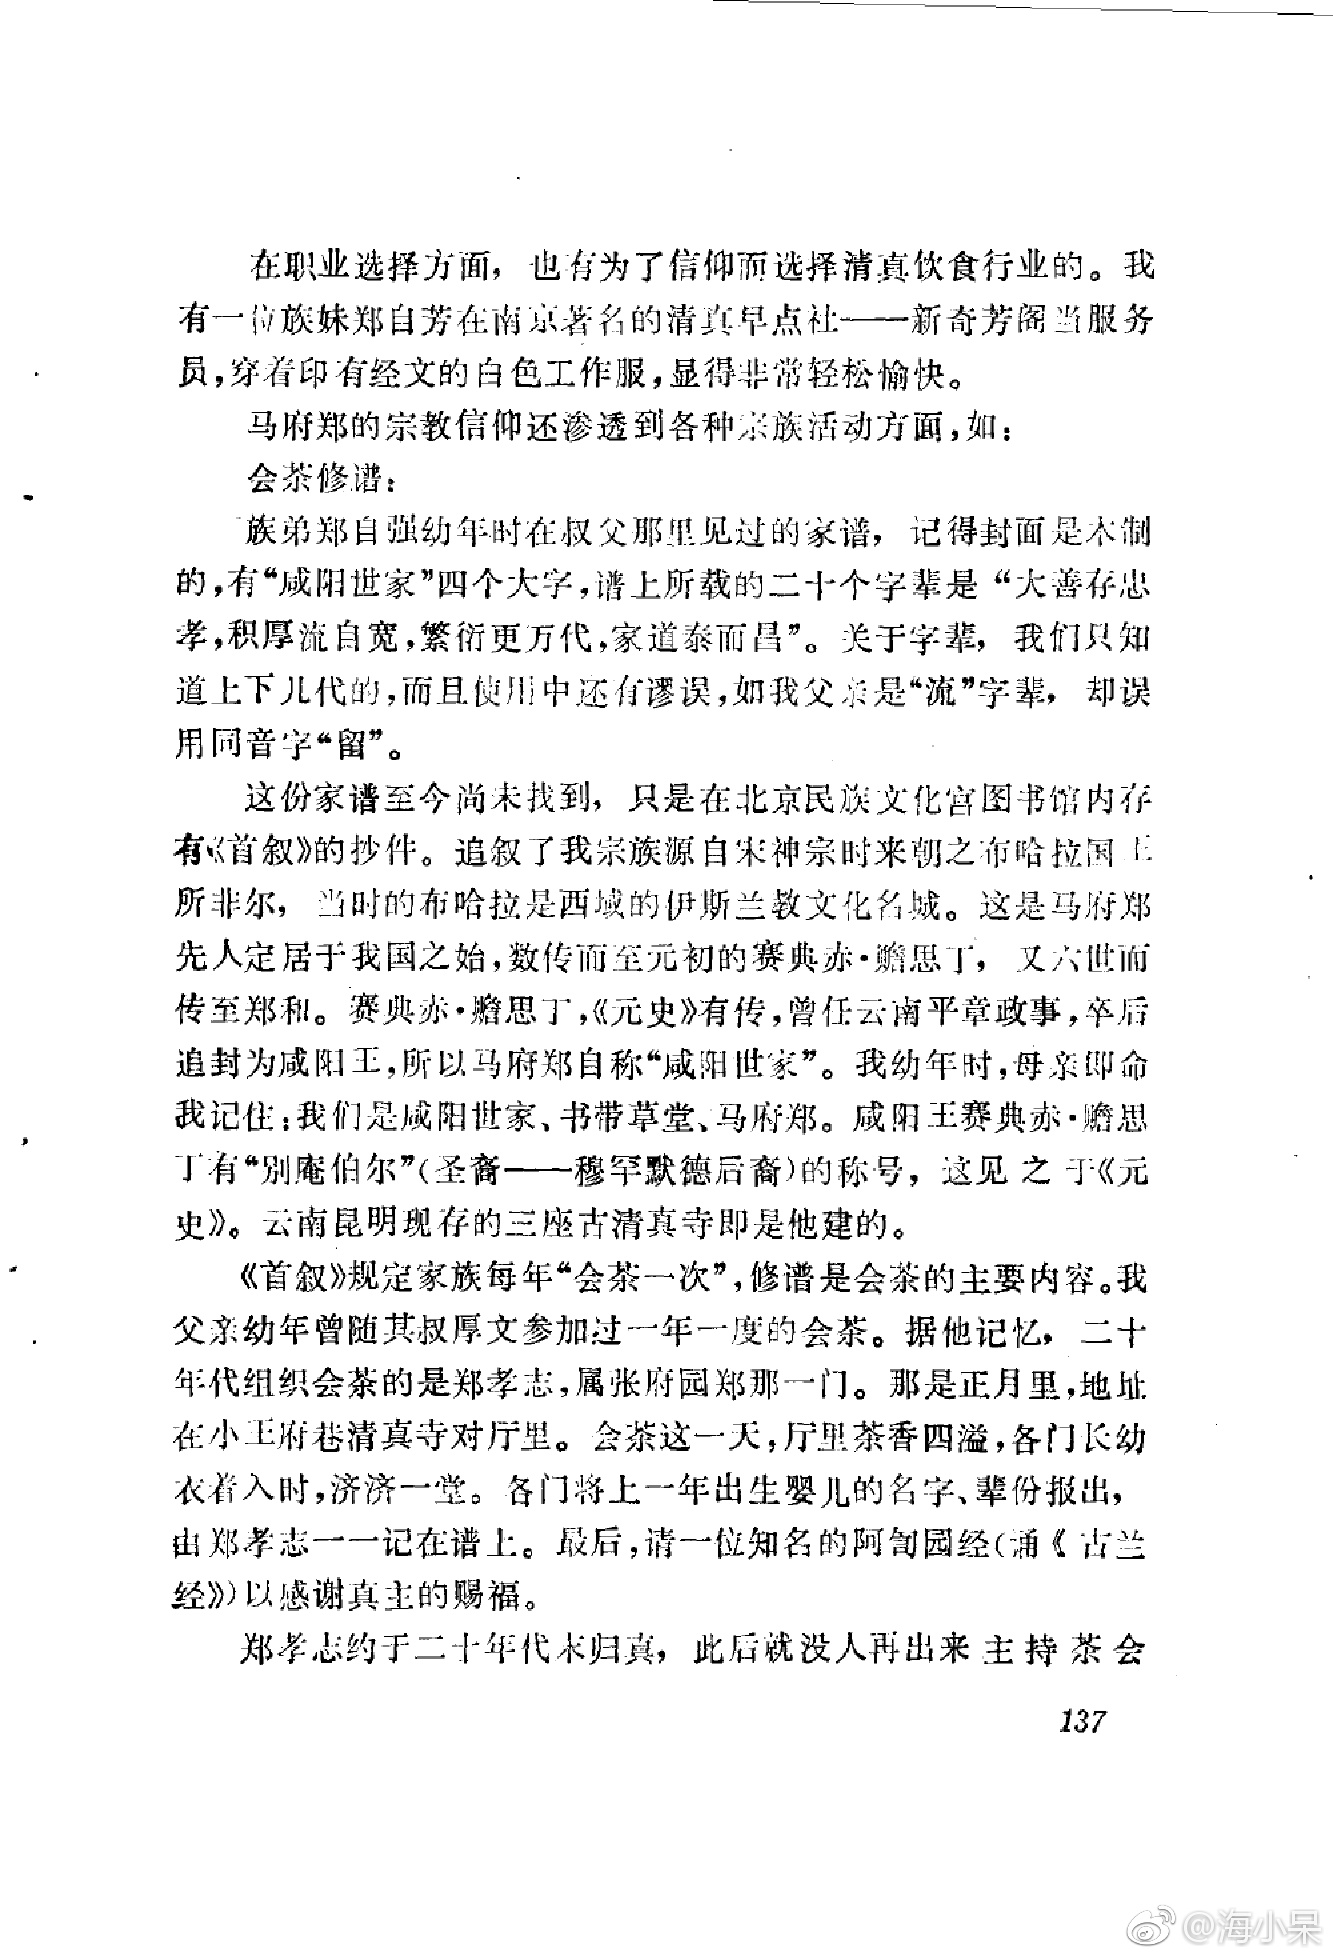 在职业选择方面，也有为了信仰而选择清真饮食行业的。我
有一位族妹郑自芳在南京著名的清真早点社——新奇芳阁当服务
员，穿着印有经文的白色工作服，显得非常轻松愉快。
马府郑的宗教信仰还渗透到各种宗族活动方面，如：
会茶修谱：
族弟郑自强幼年时在叔父那里见过的家谱，记得封面是木制
的，有“咸阳世家”四个大字，谱上所载的二十个字辈是“大善存忠
孝，积厚流自宽，繁衍更万代，家道泰而昌”。关于字辈，我们只知
道上下几代的，而且使用中还有谬误，如我父亲是“流”字辈，却误
用同音字“留”。
这份家谱至今尚未找到，只是在北京民族文化宫图书馆内存
有《首叙》的抄件。追叙了我宗族源自宋神宗时来朝之布哈拉国王
所非尔，当时的布哈拉是西域的伊斯兰教文化名城。这是马府郑
先人定居于我国之始，数传而至元初的赛典赤·赡思丁，又六世而
传至郑和。赛典赤·赡思丁，《元史》有传，曾任云南平章政事，卒后
追封为咸阳王，所以马府郑自称“咸阳世家”。我幼年时，母亲即命
我记住：我们是咸阳世家、书带草堂、马府郑。咸阳王赛典赤·赡思
丁有“别庵伯尔”（圣裔——穆罕默德后裔）的称号，这见之于《元
史》。云南昆明现存的三座古清真寺即是他建的。
《首叙》规定家族每年“会茶一次”，修谱是会茶的主要内容。我
父亲幼年曾随其叔厚文参加过一年一度的会茶。据他记忆，二十
年代组织会茶的是郑孝志，属张府园郑那一门。那是正月里，地址
在小王府巷清真寺对厅里。会茶这一天，厅里茶香四溢，各门长幼
衣着入时，济济一堂。各门将上一年出生婴儿的名字、辈份报出，
由郑孝志一一记在谱上。最后，请一位知名的阿訇园经（诵《古兰
经》）以感谢真主的赐福。
郑孝志约于二十年代末归真，此后就没人再出来主持茶会
137
@海小呆